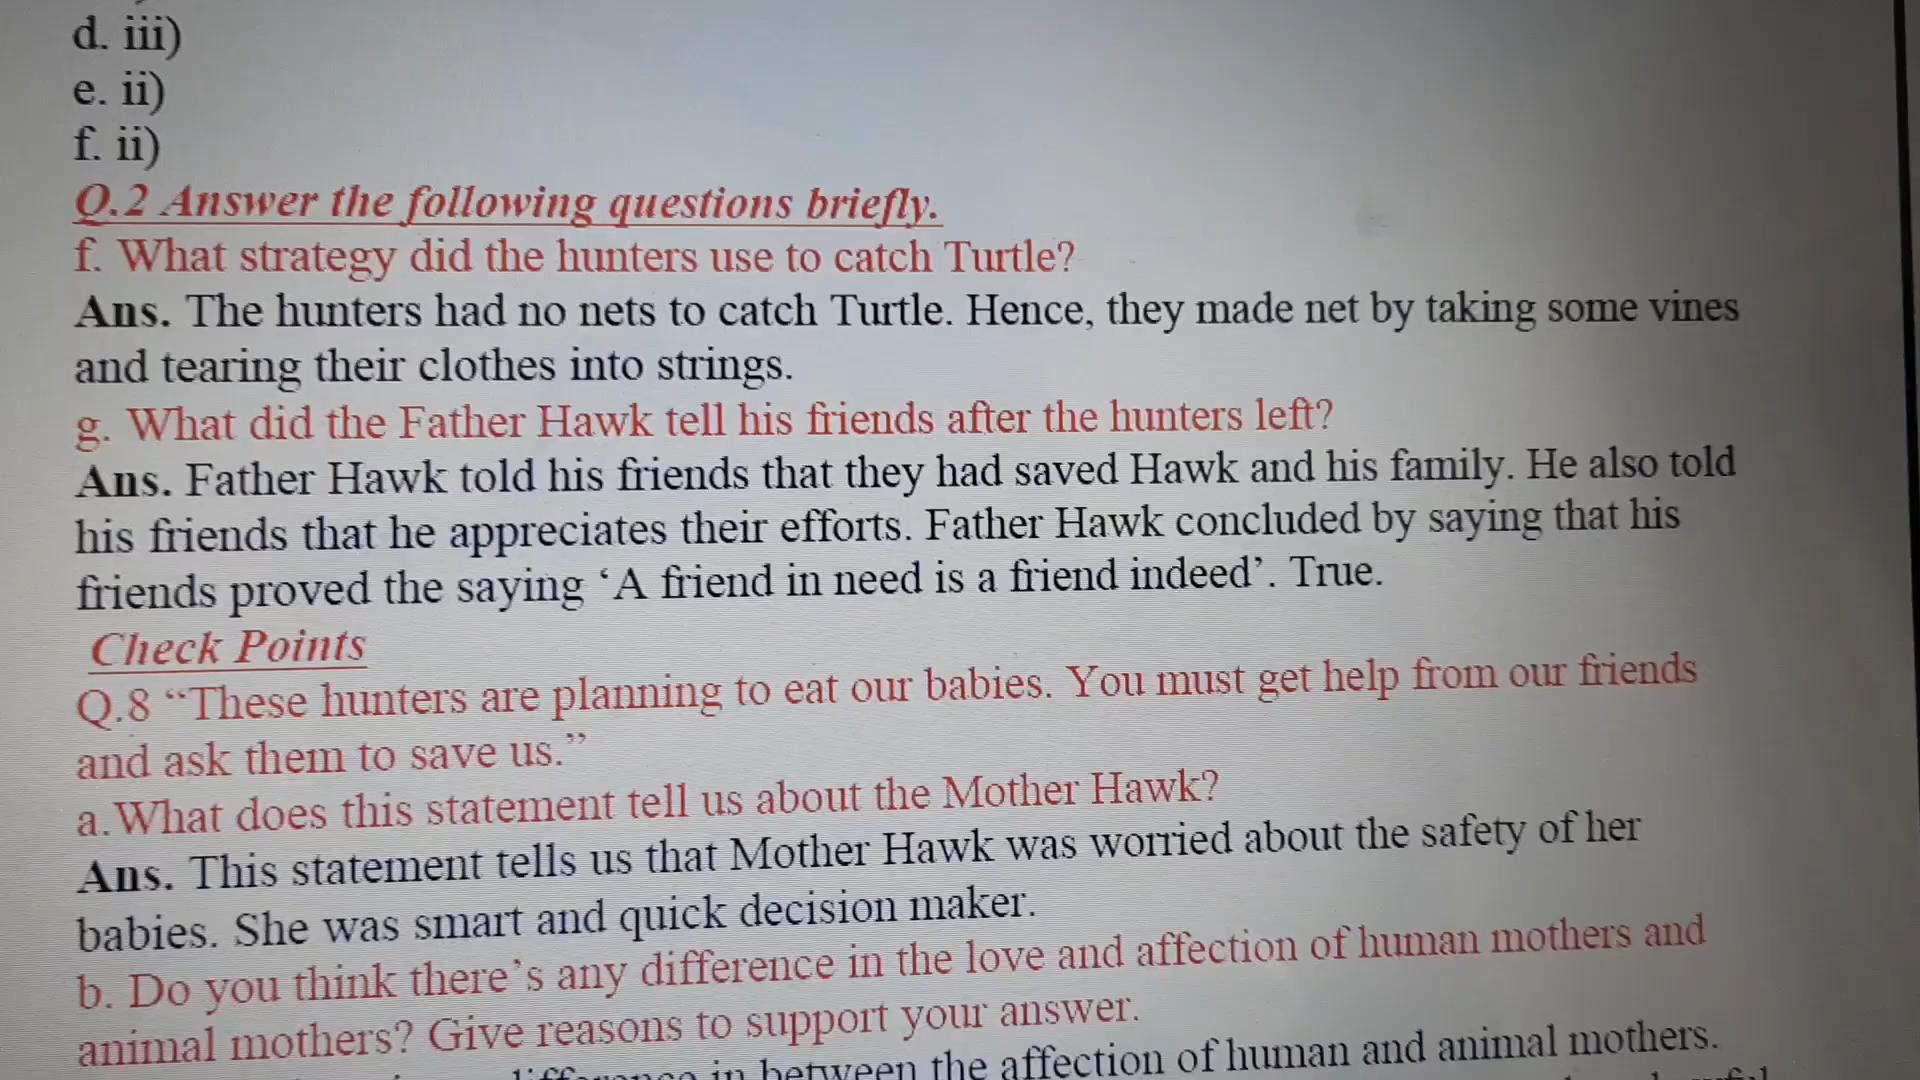 d. iii)
e. ii)
f. ii)
Q.2 Answer the following questions briefly.
f. What strategy did the hunters use to catch Turtle?
Ans. The hunters had no nets to catch Turtle. Hence, they made net by taking some vines
and tearing their clothes into strings.
g. What did the Father Hawk tell his friends after the hunters left?
Ans. Father Hawk told his friends that they had saved Hawk and his family. He also told
his friends that he appreciates their efforts. Father Hawk concluded by saying that his
friends proved the saying ‘A friend in need is a friend indeed’. True.
Check Points
Q.8 “These hunters are planning to eat our babies. You must get help from our friends
and ask them to save us.”
a. What does this statement tell us about the Mother Hawk?
Ans. This statement tells us that Mother Hawk was worried about the safety of her
babies. She was smart and quick decision maker.
b. Do you think there’s any difference in the love and affection of human mothers and
animal mothers? Give reasons to support your answer.
difference in between the affection of human and animal mothers.